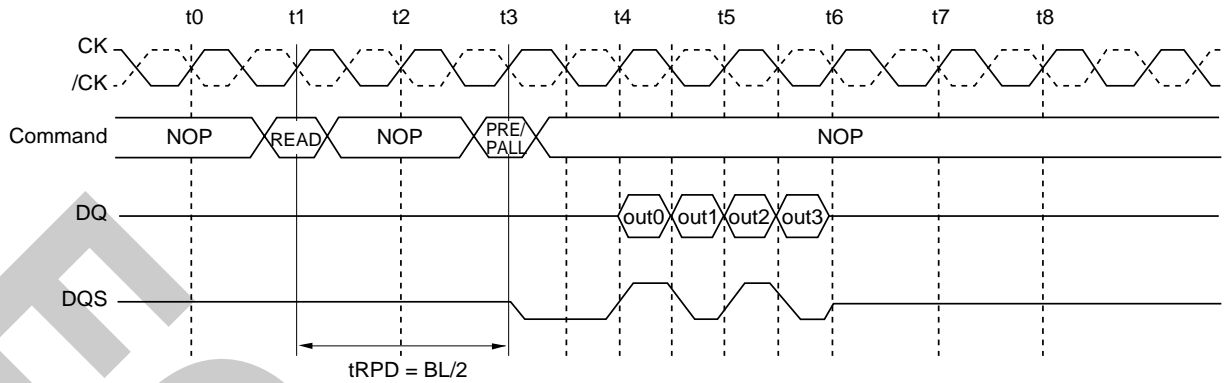 t0 t1 t2 t3 t4 t5 t6 t7 t8
CK
/CK
Command NOP READ NOP PRE/ PALL NOP
DQ out0 out1 out2 out3
DQS
tRPD = BL/2